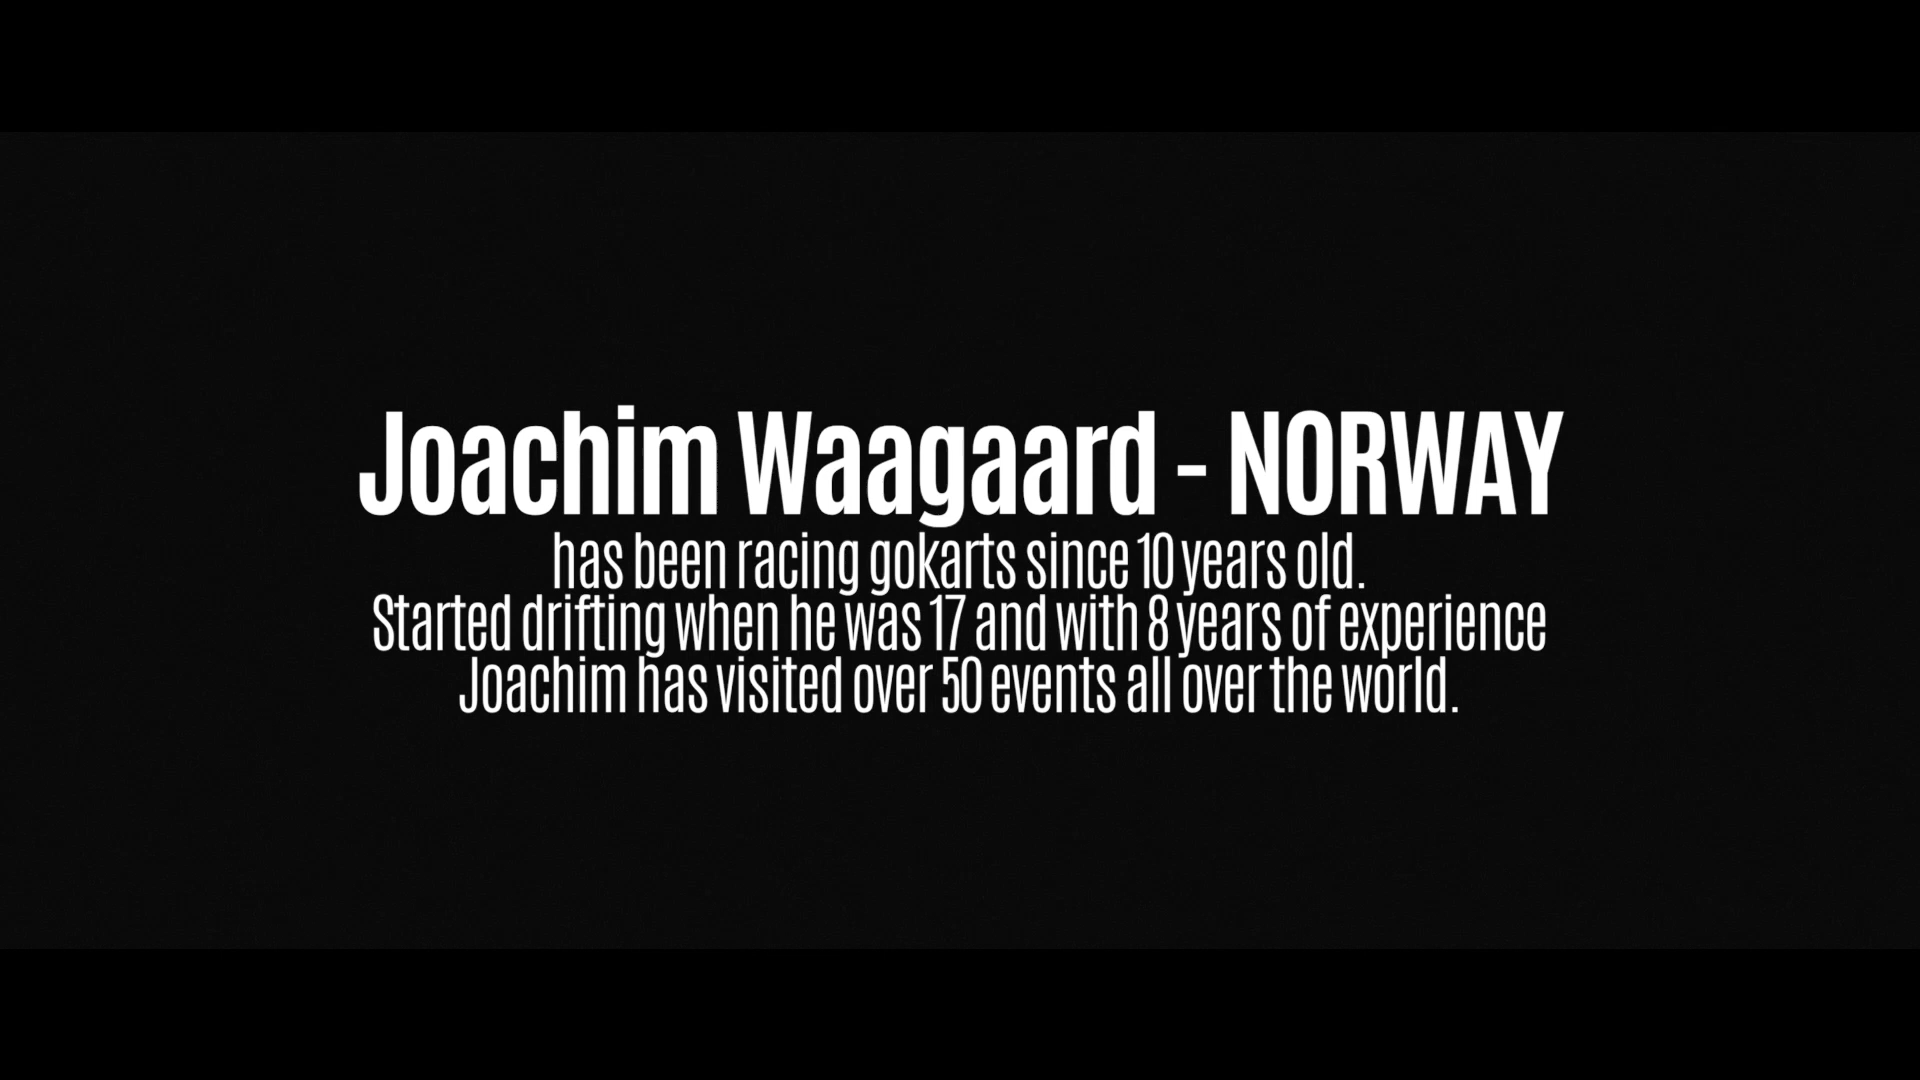 Joachim Waagaard - NORWAY
has been racing gokarts since 10 years old.
Started drifting when he was 17 and with 8 years of experience
Joachim has visited over 50 events all over the world.